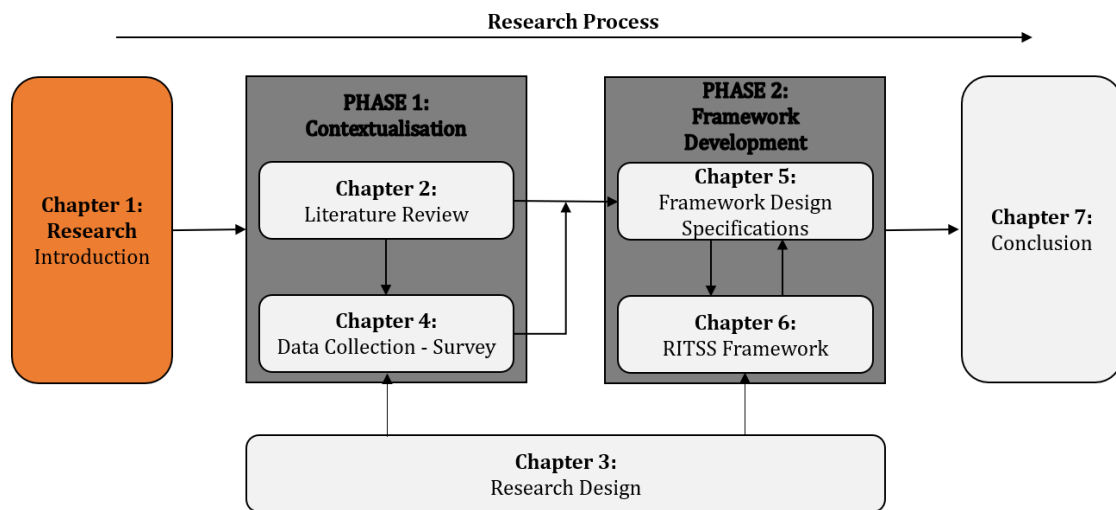 Research Process
Chapter 1:
Research
Introduction
PHASE 1:
Contextualisation
Chapter 2:
Literature Review
Chapter 4:
Data Collection - Survey
PHASE 2:
Framework
Development
Chapter 5:
Framework Design
Specifications
Chapter 6:
RITSS Framework
Chapter 7:
Conclusion
Chapter 3:
Research Design